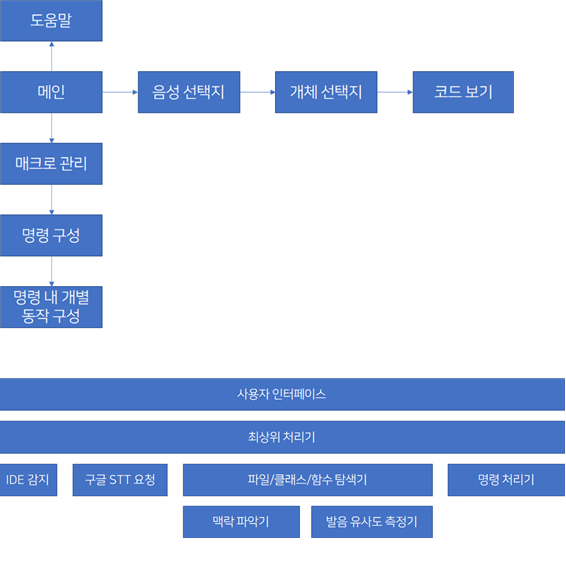 도움말
메인
음성 선택지
개체 선택지
코드 보기
매크로 관리
명령 구성
명령 내 개별
동작 구성
사용자 인터페이스
최상위 처리기
IDE 감지
구글 STT 요청
파일/클래스/함수 탐색기
명령 처리기
맥락 파악기
발음 유사도 측정기